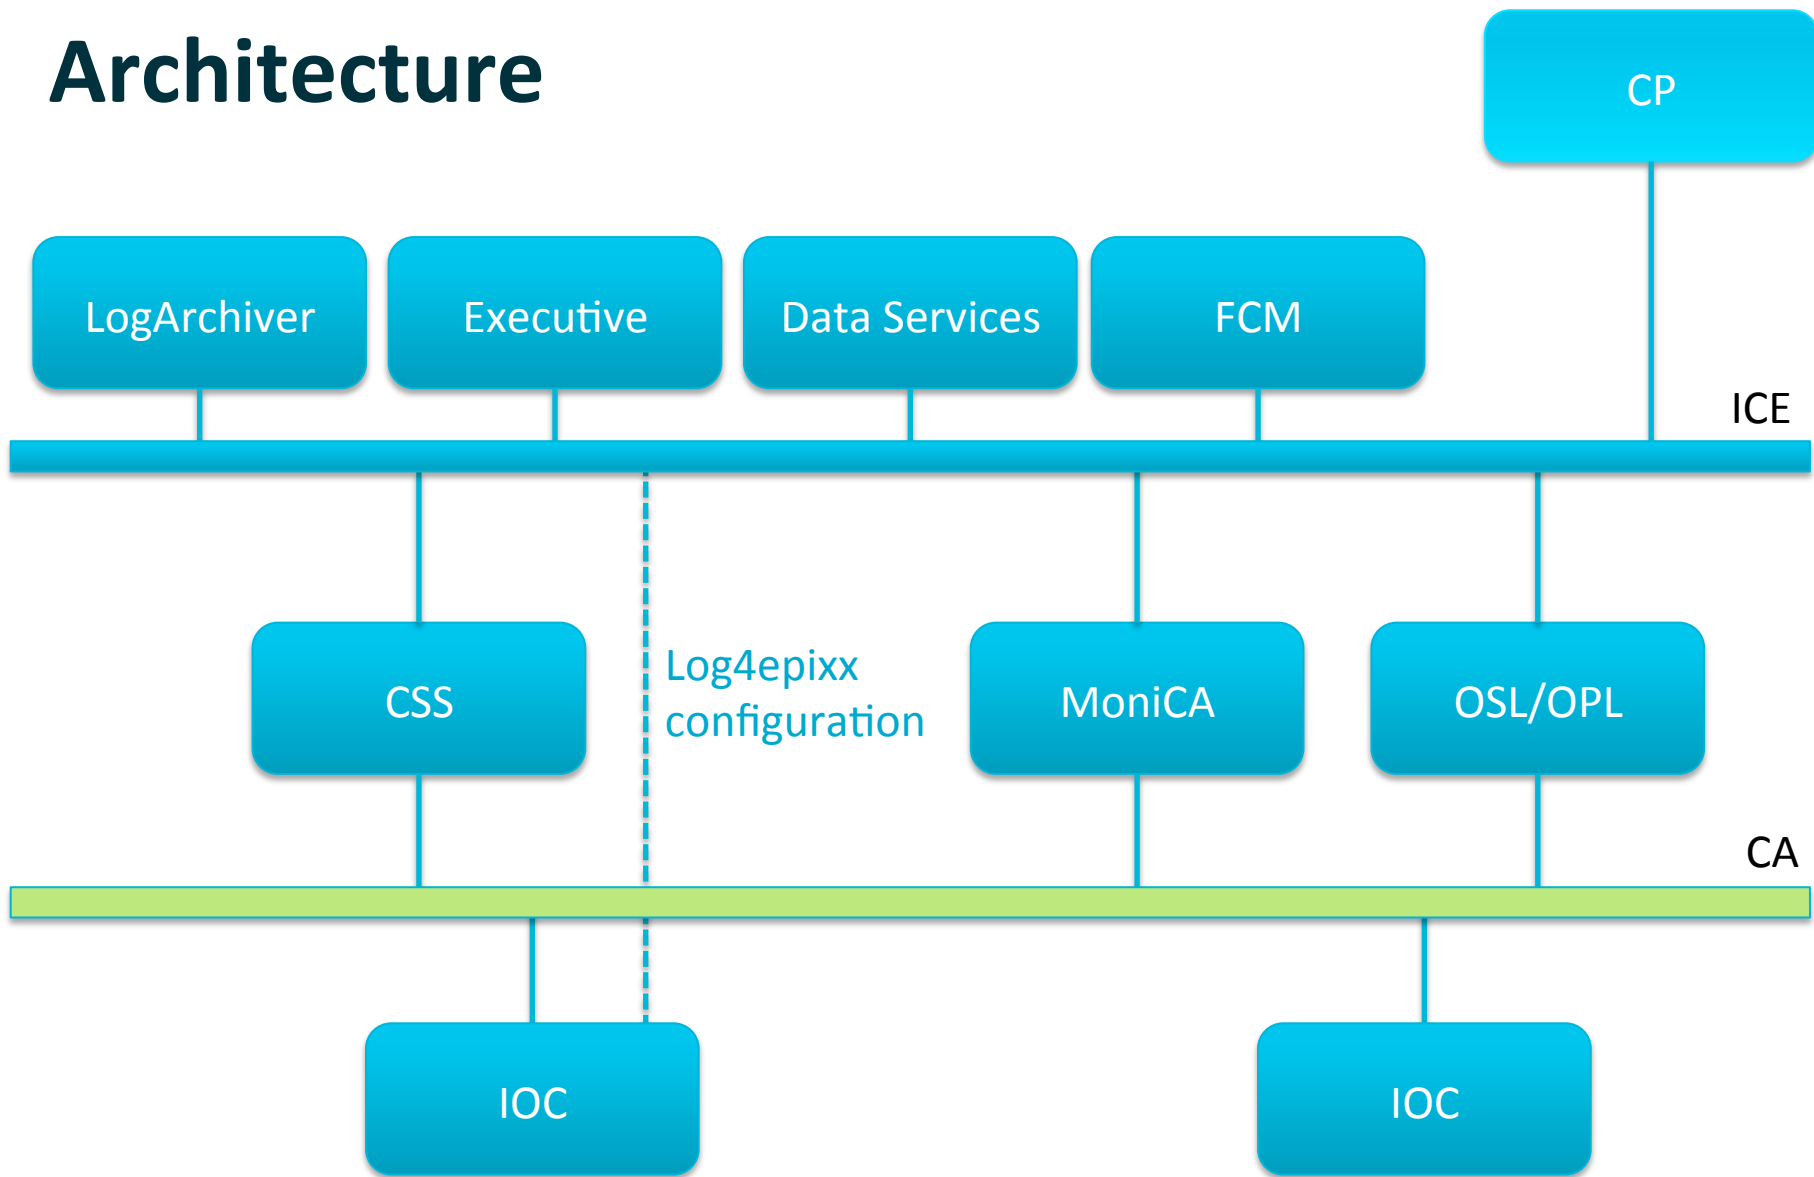 Architecture
CP
LogArchiver
Executive
Data Services
FCM
ICE
CSS
Log4epixx
configuration
MoniCA
OSL/OPL
CA
IOC
IOC